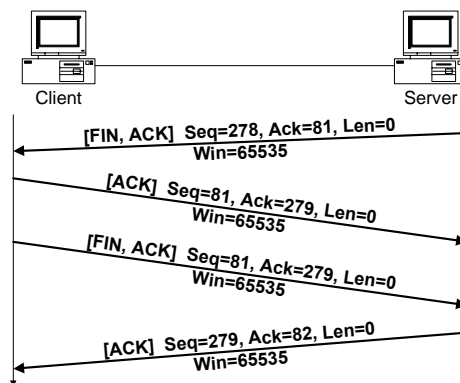 Client
Server
[FIN, ACK] Seq=278, Ack=81, Len=0
Win=65535
[ACK] Seq=81, Ack=279, Len=0
[FIN, ACK] Seq=81, Ack=279, Len=0
Win=65535
[ACK] Seq=279, Ack=82, Len=0
Win=65535